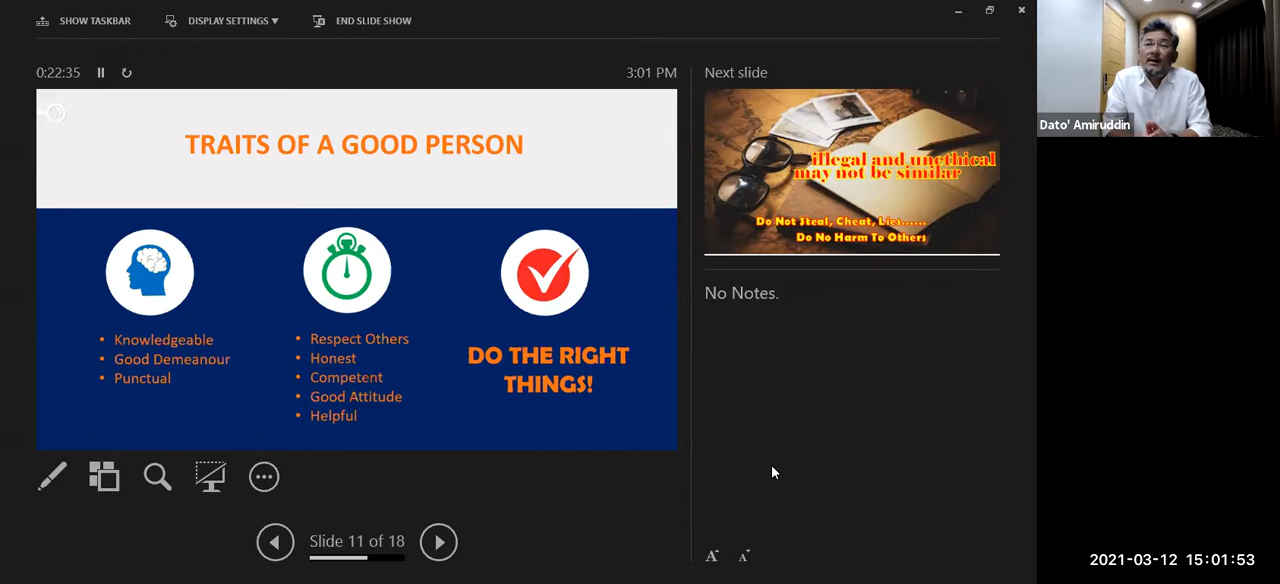 SHOW TASKBAR
DISPLAY SETTINGS ▼
END SLIDE SHOW
0:22:35
3:01 PM
TRAITS OF A GOOD PERSON
• Knowledgeable
• Good Demeanour
• Punctual
• Respect Others
• Honest
• Competent
• Good Attitude
• Helpful
DO THE RIGHT
THINGS!
Slide 11 of 18
Next slide
illegal and unethical
may not be similar
Do Not Steal, Cheat, Lies......
Do No Harm To Others
No Notes.
A A
Dato' Amiruddin
2021-03-12 15:01:53